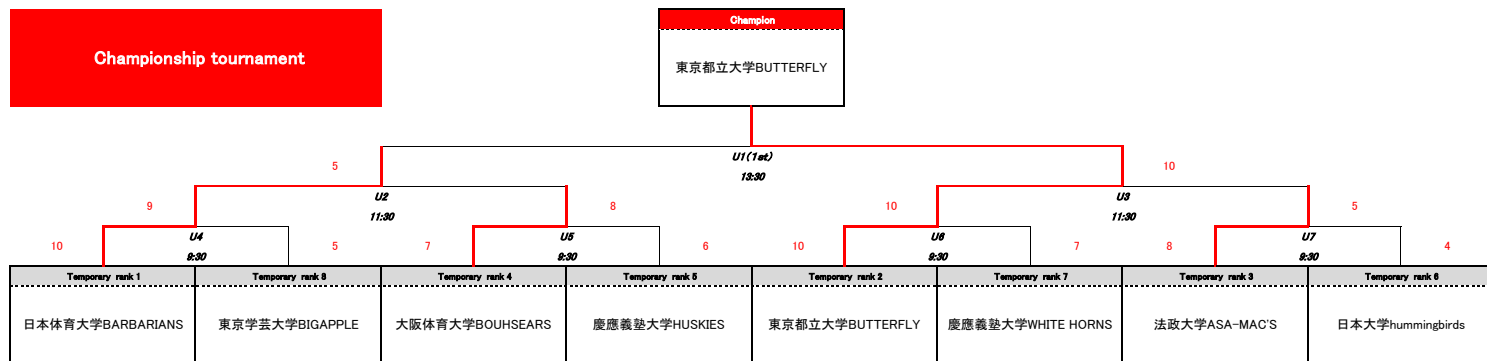 Championship tournament
Champion
東京都立大学BUTTERFLY
U1(1st)
13:30
5
10
U2
11:30
U3
11:30
9
8
10
5
U4
9:30
U5
9:30
U6
9:30
U7
9:30
10
5
7
6
10
7
8
4
Temporary rank 1
Temporary rank 8
Temporary rank 4
Temporary rank 5
Temporary rank 2
Temporary rank 7
Temporary rank 3
Temporary rank 6
日本体育大学BARBARIANS
東京学芸大学BIGAPPLE
大阪体育大学BOUHSEARS
慶應義塾大学HUSKIES
東京都立大学BUTTERFLY
慶應義塾大学WHITE HORNS
法政大学ASA-MAC'S
日本大学hummingbirds